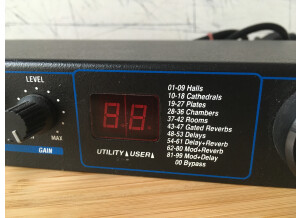 LEVEL
MAX
GAIN
88
UTILITY▲USER▲
01-09 Halls
10-18 Cathedrals
19-27 Plates
28-36 Chambers
37-42 Rooms
43-47 Gated Reverbs
48-53 Delays
54-61 Delay+Reverb
62-80 Mod+Reverb
81-99 Mod+Delay
00 Bypass